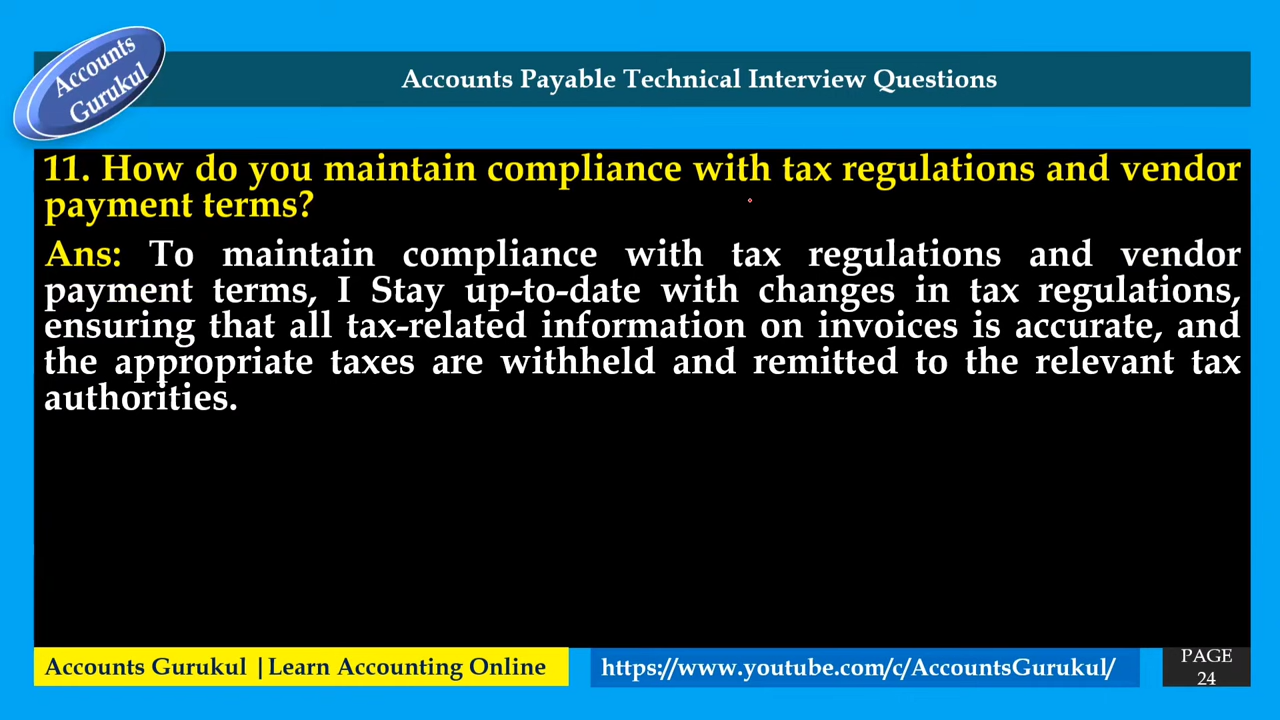 Accounts
Gurukul
Accounts Payable Technical Interview Questions
11. How do you maintain compliance with tax regulations and vendor
payment terms?
Ans: To maintain compliance with tax regulations and vendor
payment terms, I Stay up-to-date with changes in tax regulations,
ensuring that all tax-related information on invoices is accurate, and
the appropriate taxes are withheld and remitted to the relevant tax
authorities.
Accounts Gurukul |Learn Accounting Online
https://www.youtube.com/c/AccountsGurukul/
PAGE
24